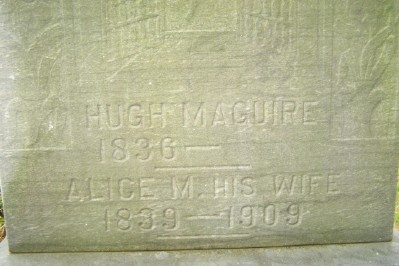 HUGH MAGUIRE
1836 —
ALICE M. HIS WIFE
1839 — 1909